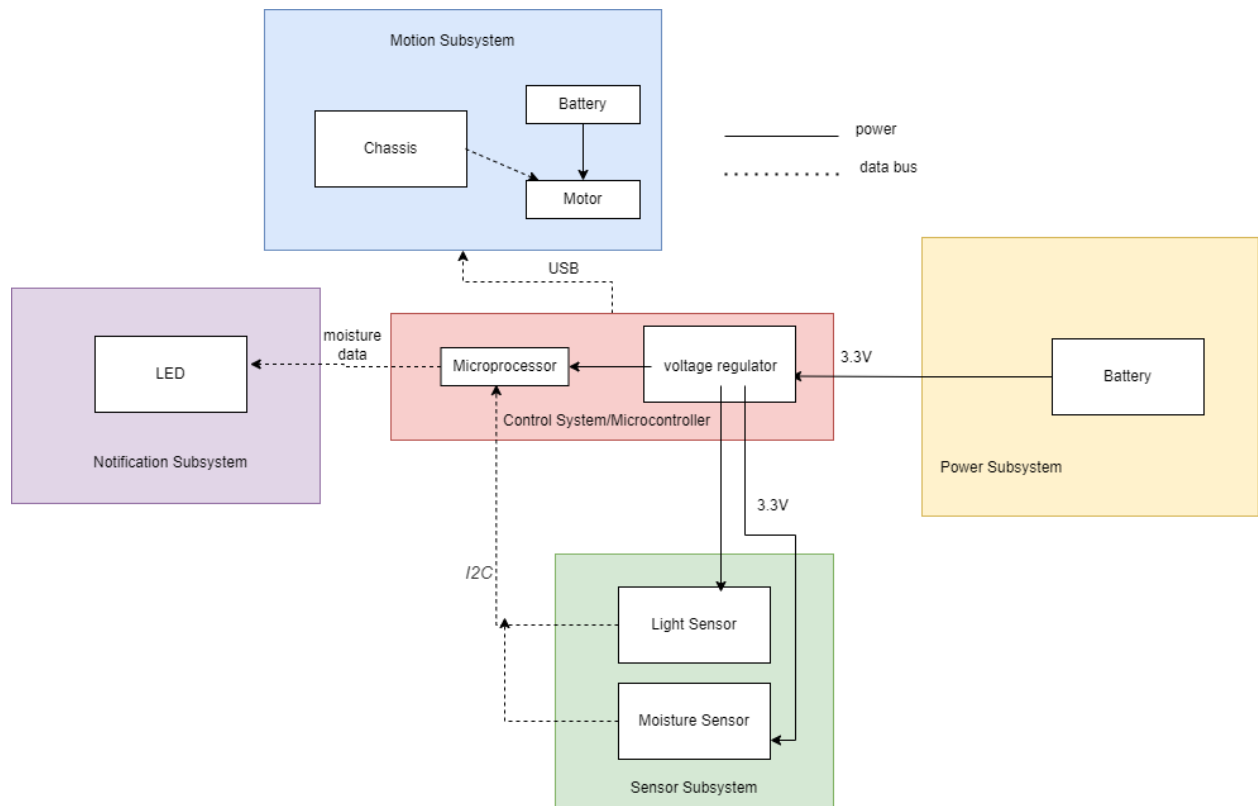 Motion Subsystem
Battery
Chassis
Motor
power
data bus
USB
moisture
data
LED
Notification Subsystem
Microprocessor
voltage regulator
Control System/Microcontroller
3.3V
Battery
Power Subsystem
3.3V
I2C
Light Sensor
Moisture Sensor
Sensor Subsystem